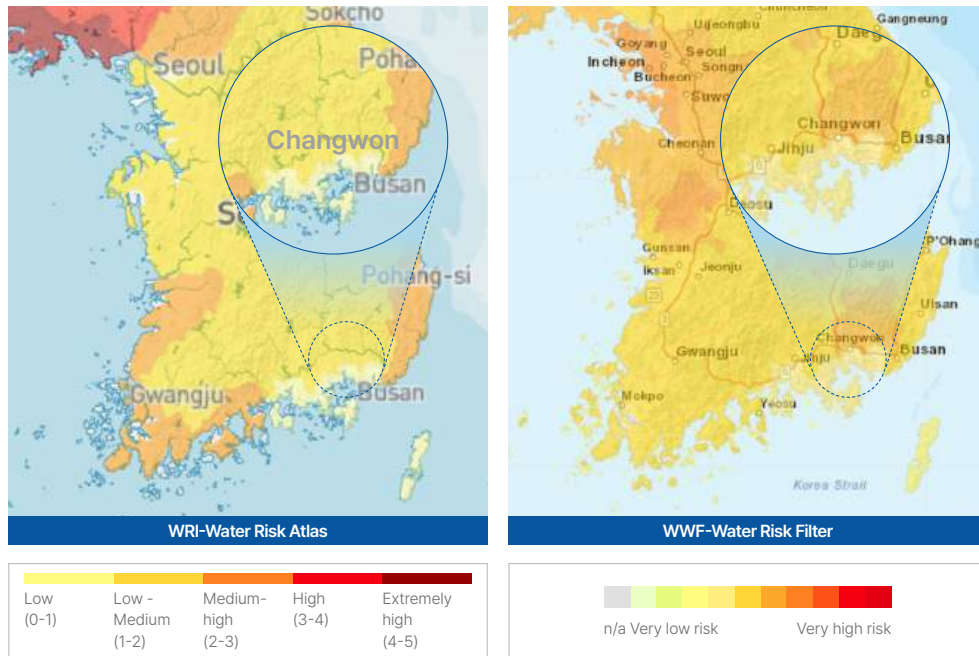 Sokcho
Seoul
Poha
Changwon
Busan
Se
Pohang-si
Gwangju
Busan
WRI-Water Risk Atlas
Low
(0-1)
Low -
Medium
(1-2)
Medium-
high
(2-3)
High
(3-4)
Extremely
high
(4-5)
Uijeongbu
Gangneung
Goyang
Seoul
Daeg
Incheon
Bucheon
Songn
Suwo
Changwon
Cheonan
Jinju
Busan
P'Ohang
Gunsan
Daegu
Iksan
Jeonju
Ulsan
Changwon
Gwangju
Jinju
Busan
Mokpo
Yeosu
Korea Strait
WWF-Water Risk Filter
n/a Very low risk
Very high risk